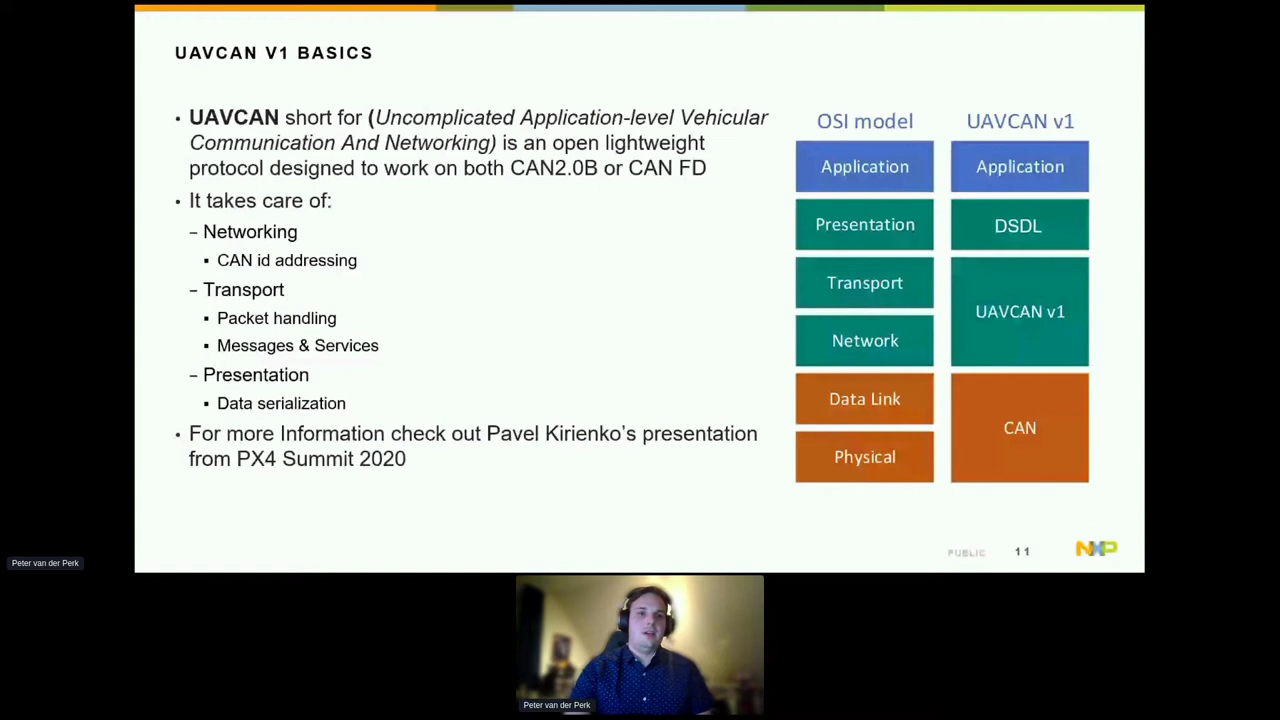 UAVCAN V1 BASICS
• UAVCAN short for (Uncomplicated Application-level Vehicular
Communication And Networking) is an open lightweight
protocol designed to work on both CAN2.0B or CAN FD
• It takes care of:
– Networking
▪ CAN id addressing
– Transport
▪ Packet handling
▪ Messages & Services
– Presentation
▪ Data serialization
• For more Information check out Pavel Kirienko's presentation
from PX4 Summit 2020
OSI model
Application
Presentation
Transport
Network
Data Link
Physical
UAVCAN v1
Application
DSDL
UAVCAN v1
CAN
PUBLIC
11
NXP
Peter van der Perk
Peter van der Perk